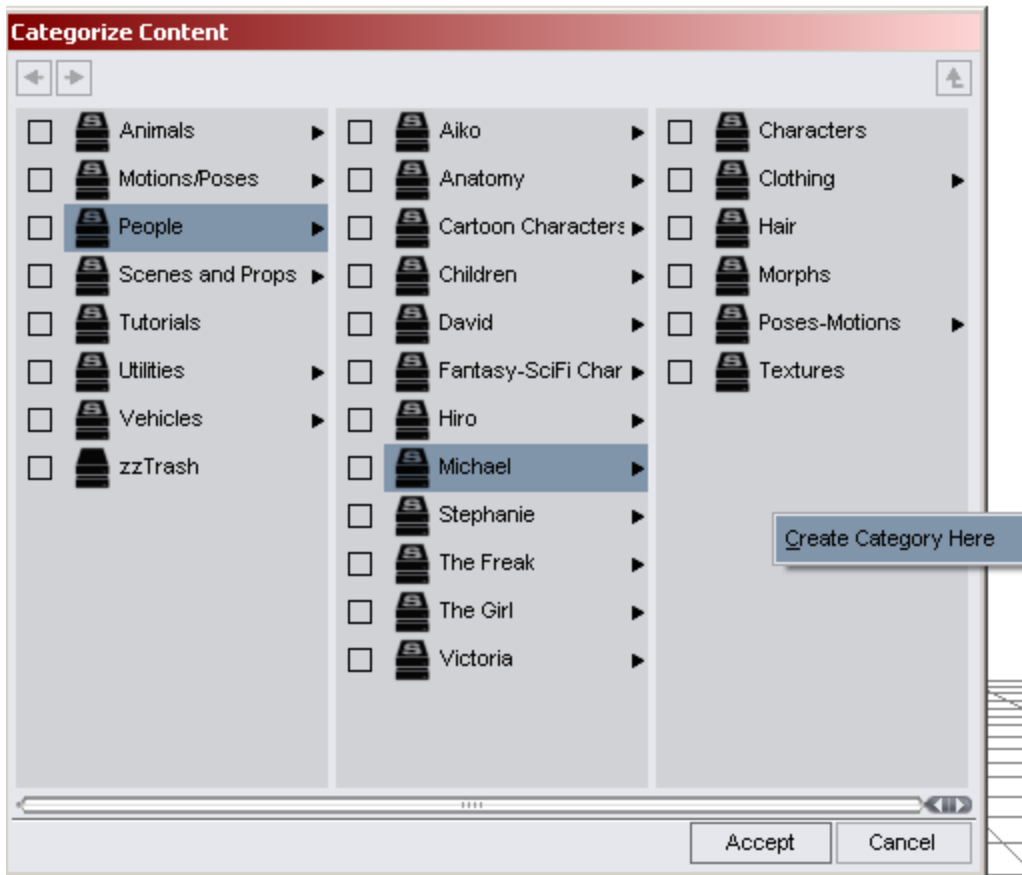 Categorize Content
Animals
Motions/Poses
People
Scenes and Props
Tutorials
Utilities
Vehicles
zzTrash
Aiko
Anatomy
Cartoon Characters
Children
David
Fantasy-SciFi Char
Hiro
Michael
Stephanie
The Freak
The Girl
Victoria
Characters
Clothing
Hair
Morphs
Poses-Motions
Textures
Create Category Here
Accept
Cancel